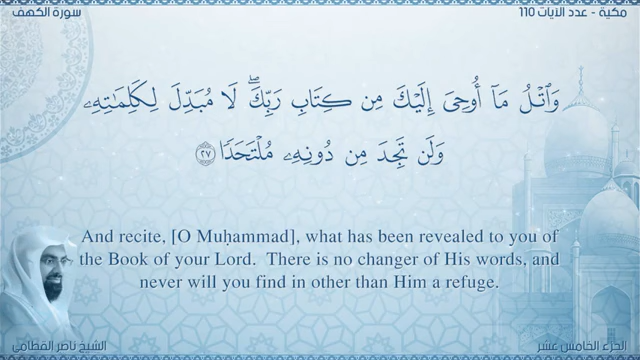 مكية - عدد الآيات 110
سورة الكهف
وَٱتْلُ مَآ أُوحِىَ إِلَيْكَ مِن كِتَابِ رَبِّكَ ۖ لَا مُبَدِّلَ لِكَلِمَـٰتِهِۦ
وَلَن تَجِدَ مِن دُونِهِۦ مُلْتَحَدًا ٢٧
And recite, [O Muḥammad], what has been revealed to you of
the Book of your Lord.  There is no changer of His words, and
never will you find in other than Him a refuge.
الجزء الخامس عشر
الشيخ ناصر القطامي